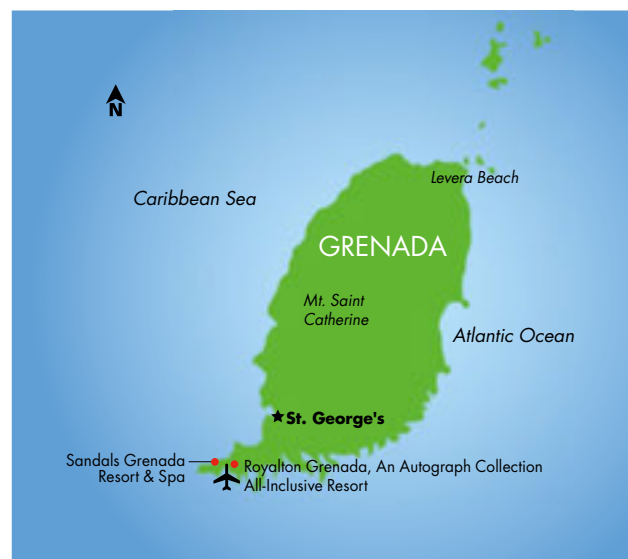 N
Levera Beach
Caribbean Sea
GRENADA
Mt. Saint
Catherine
Atlantic Ocean
St. George's
Sandals Grenada
Resort & Spa
Royalton Grenada, An Autograph Collection
All-Inclusive Resort